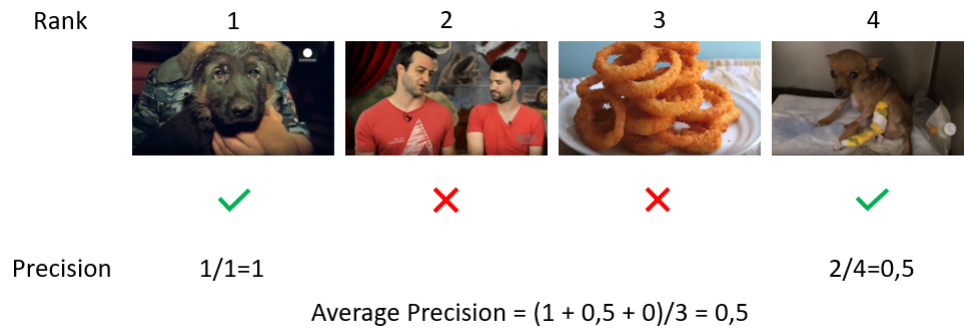 Rank 1 2 3 4
Precision 1/1=1 2/4=0,5
Average Precision = (1 + 0,5 + 0)/3 = 0,5